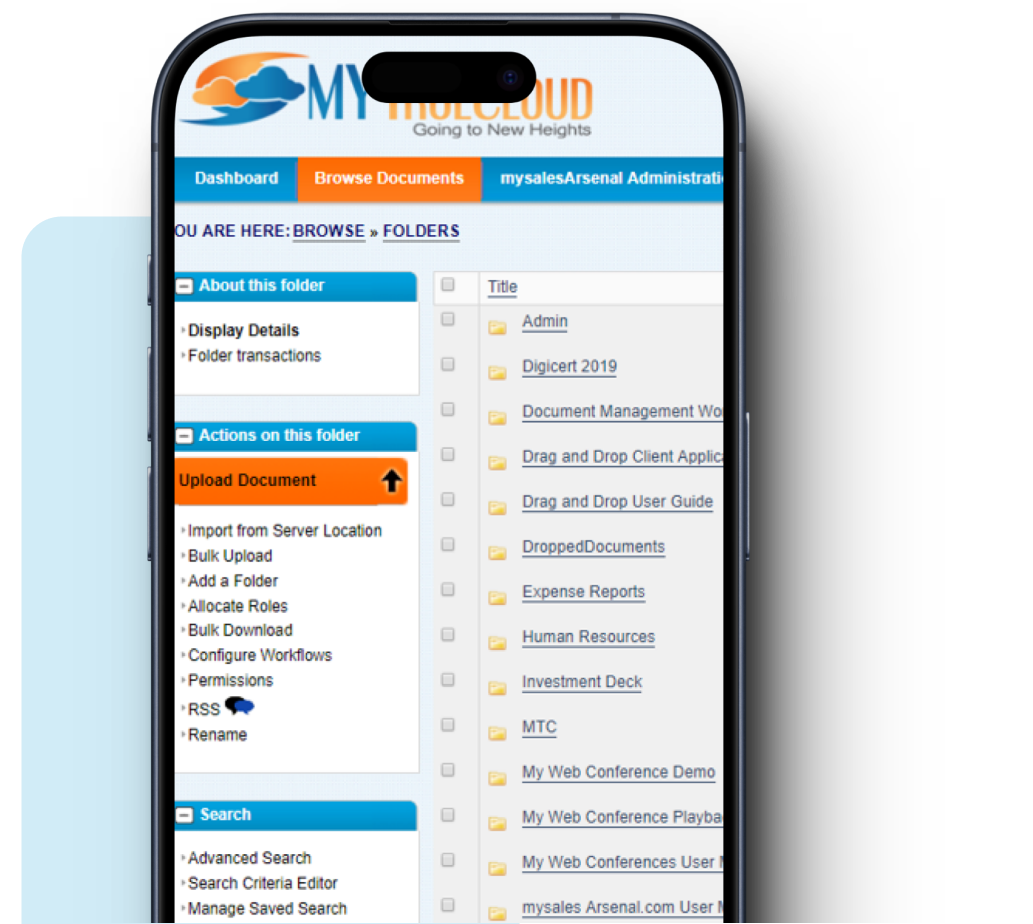 MY
Going to New Heights
Dashboard
Browse Documents
mysalesArsenal Administrati
OU ARE HERE: BROWSE » FOLDERS
About this folder
Display Details
Folder transactions
Actions on this folder
Upload Document
Import from Server Location
Bulk Upload
Add a Folder
Allocate Roles
Bulk Download
Configure Workflows
Permissions
RSS
Rename
Search
Advanced Search
Search Criteria Editor
Manage Saved Search
Title
Admin
Digicert 2019
Document Management Wo
Drag and Drop Client Applic
Drag and Drop User Guide
DroppedDocuments
Expense Reports
Human Resources
Investment Deck
MTC
My Web Conference Demo
My Web Conference Playba
My Web Conferences User
mysales Arsenal.com User